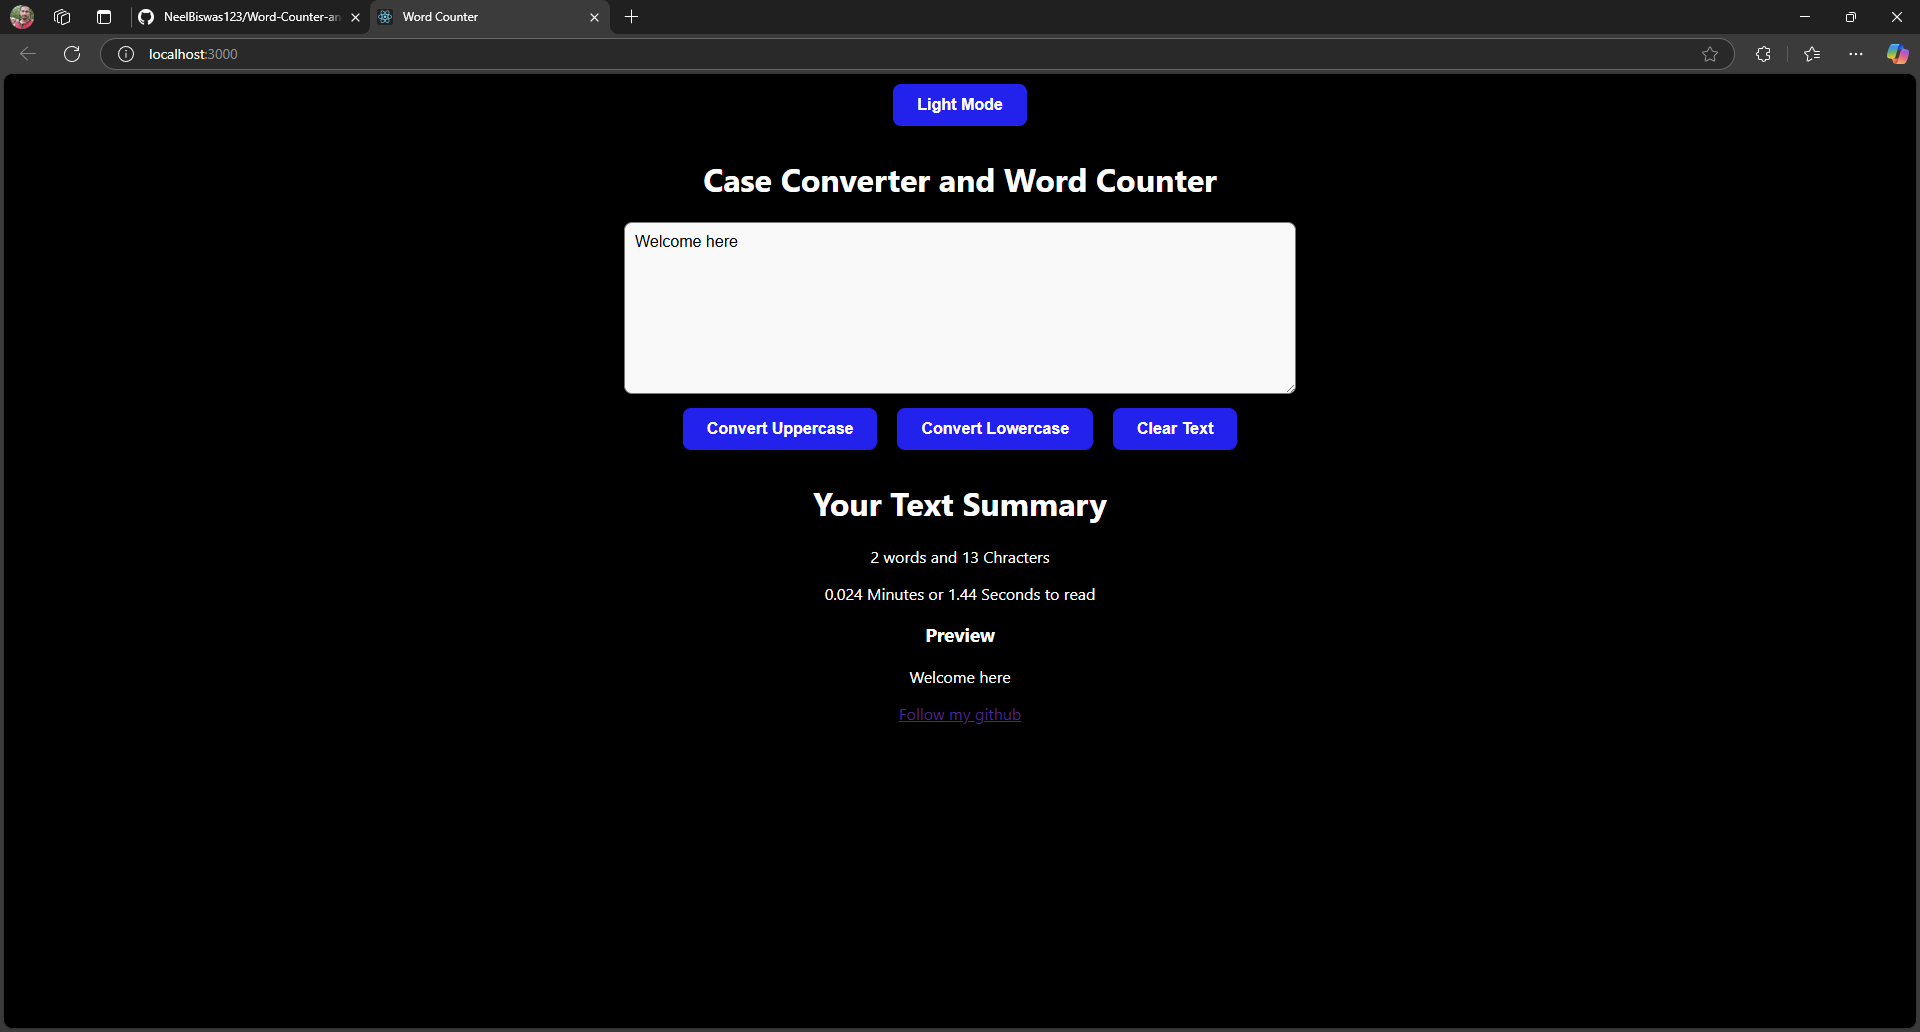 NeelBiswas123/Word-Counter-an
Word Counter
localhost:3000
Light Mode
Case Converter and Word Counter
Welcome here
Convert Uppercase
Convert Lowercase
Clear Text
Your Text Summary
2 words and 13 Chracters
0.024 Minutes or 1.44 Seconds to read
Preview
Welcome here
Follow my github